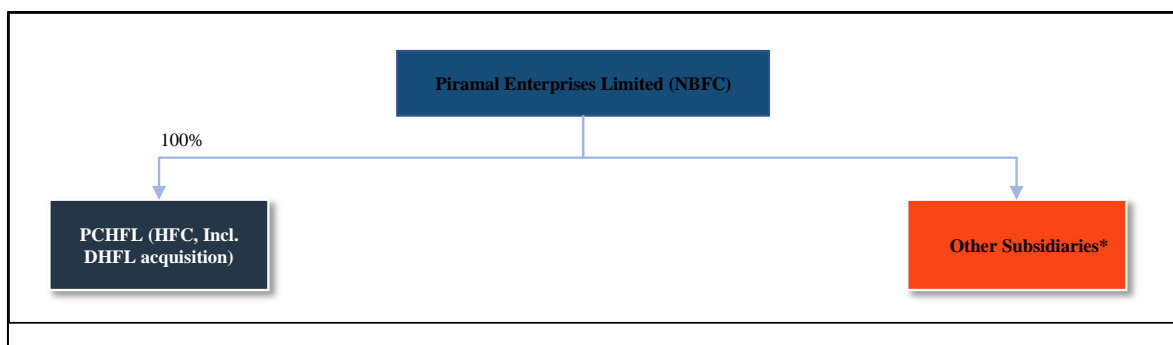 Piramal Enterprises Limited (NBFC)
100%
PCHFL (HFC, Incl.
DHFL acquisition)
Other Subsidiaries*